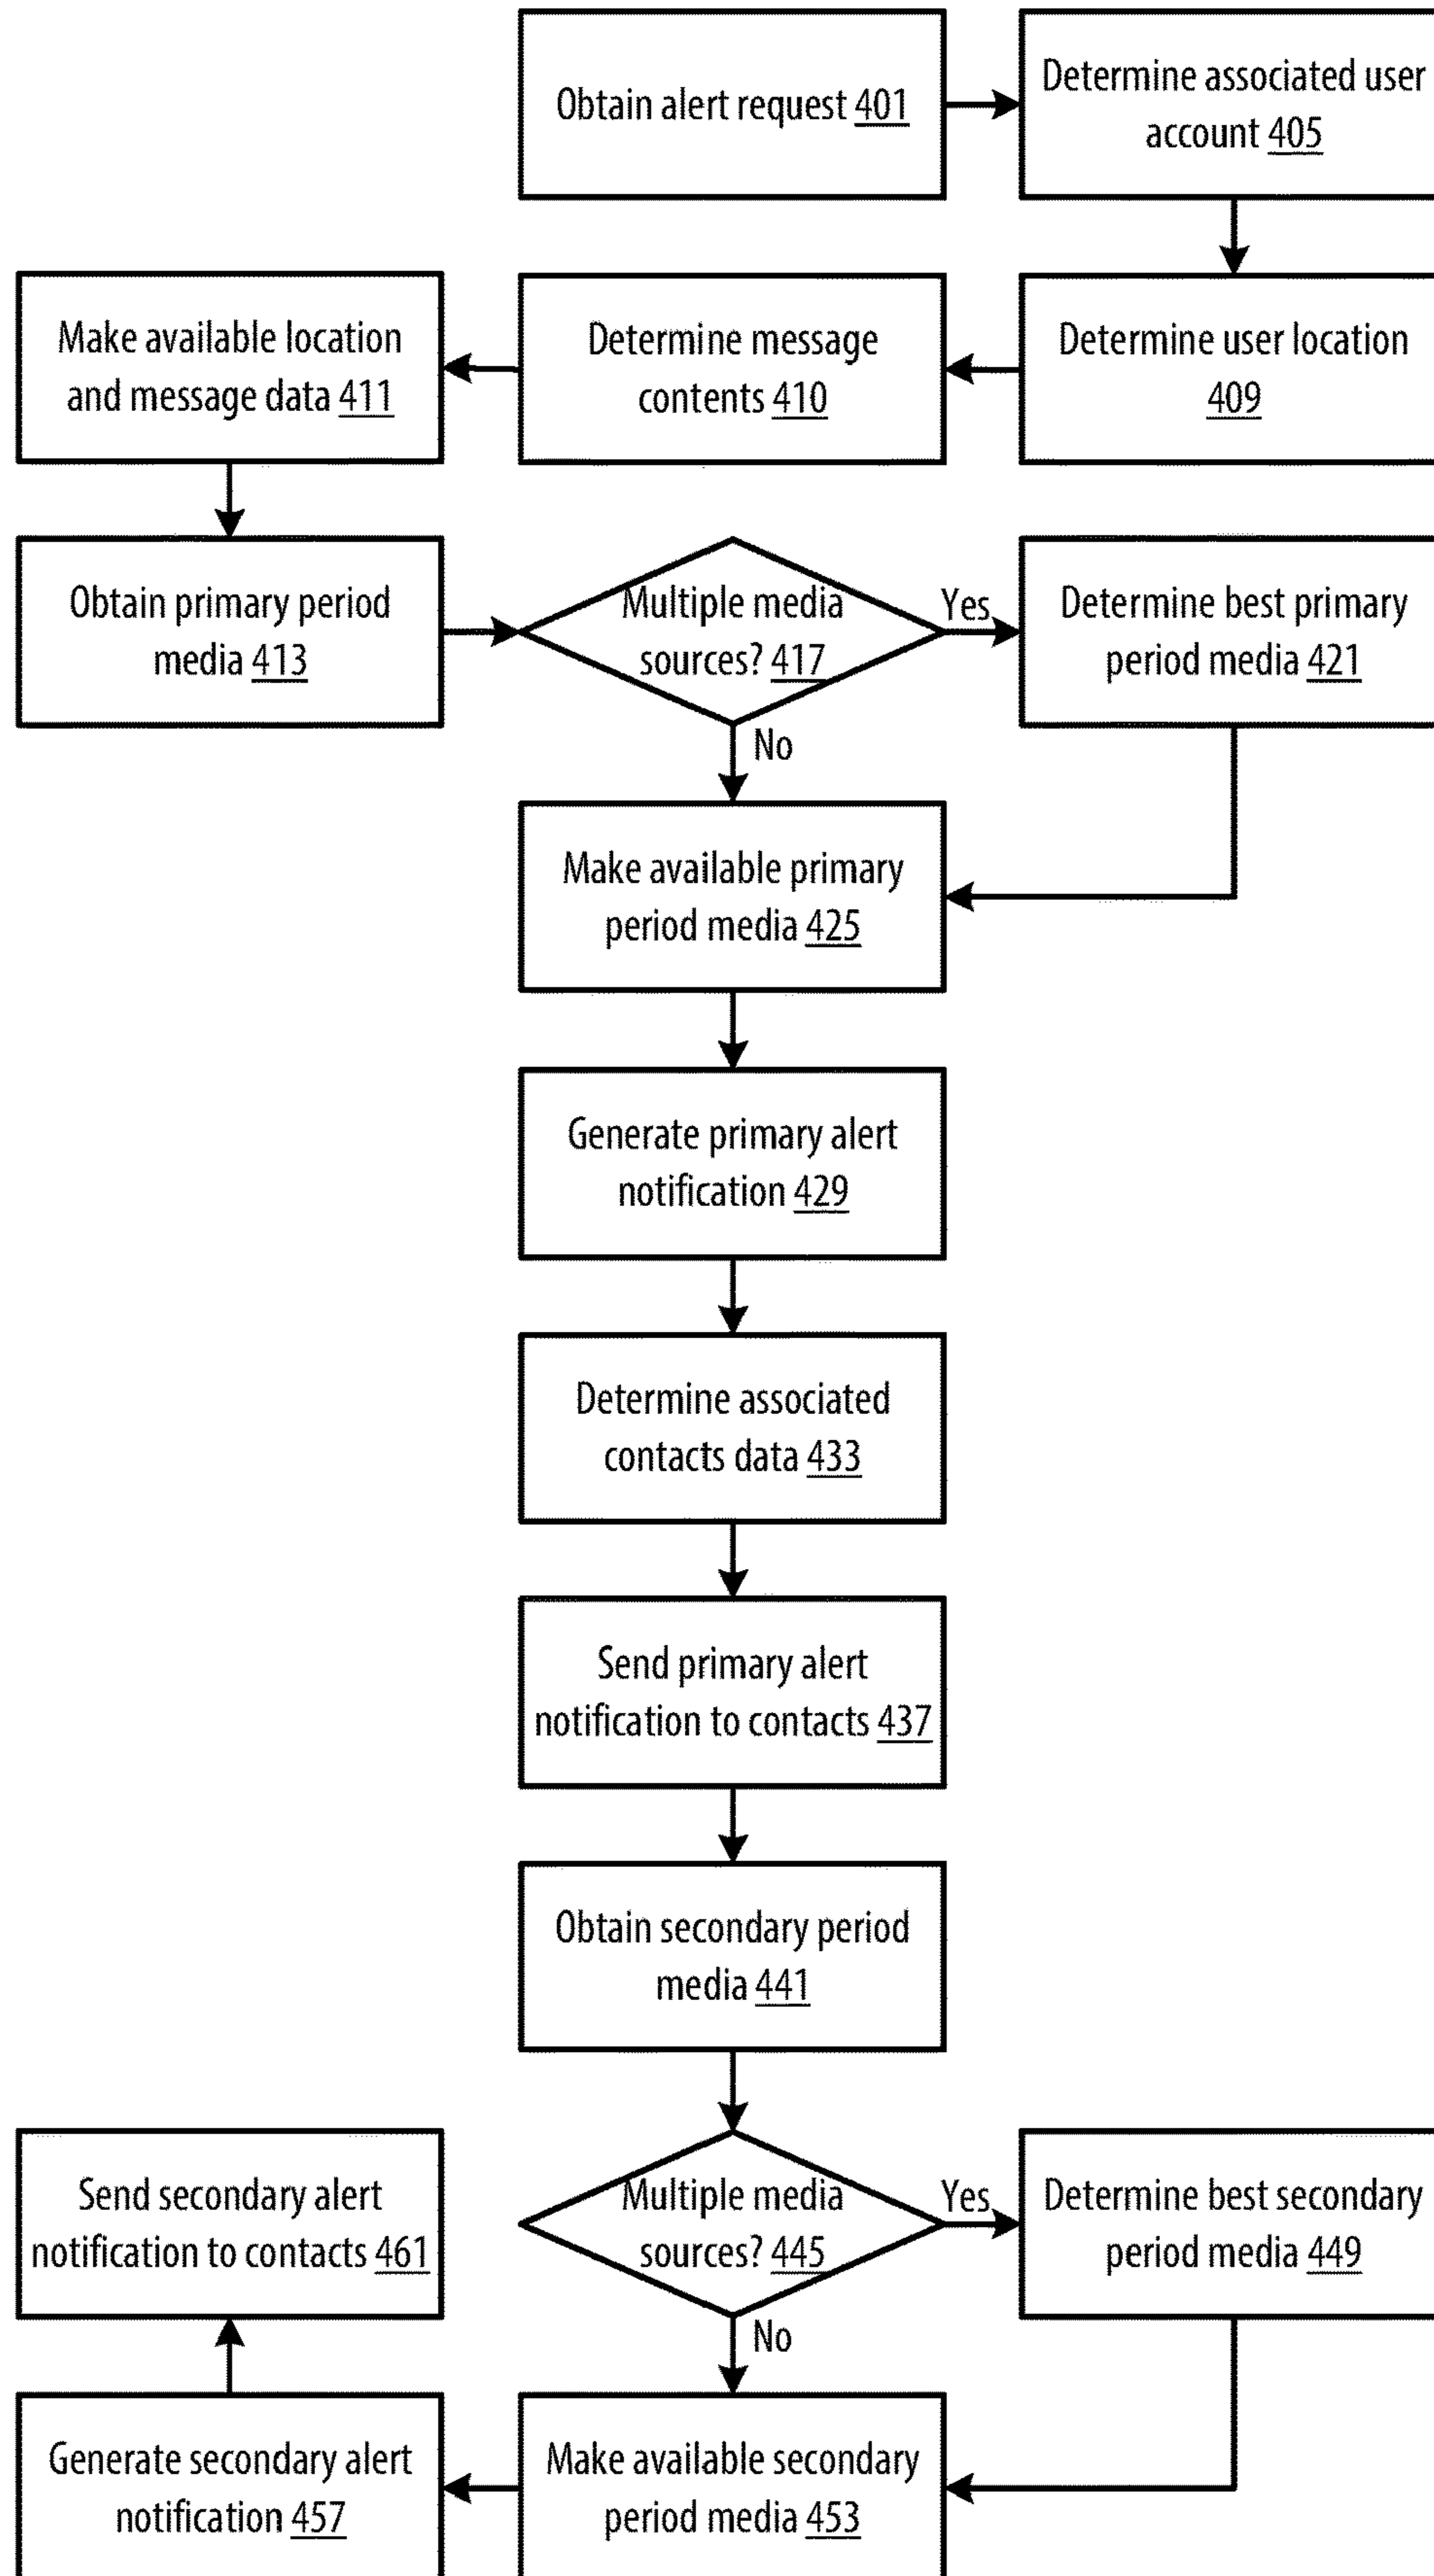 Obtain alert request 401
Determine associated user
account 405
Determine user location
409
Determine message
contents 410
Make available location
and message data 411
Obtain primary period
media 413
Multiple media
sources? 417
Yes
Determine best primary
period media 421
No
Make available primary
period media 425
Generate primary alert
notification 429
Determine associated
contacts data 433
Send primary alert
notification to contacts 437
Obtain secondary period
media 441
Multiple media
sources? 445
Yes
Determine best secondary
period media 449
No
Make available secondary
period media 453
Generate secondary alert
notification 457
Send secondary alert
notification to contacts 461